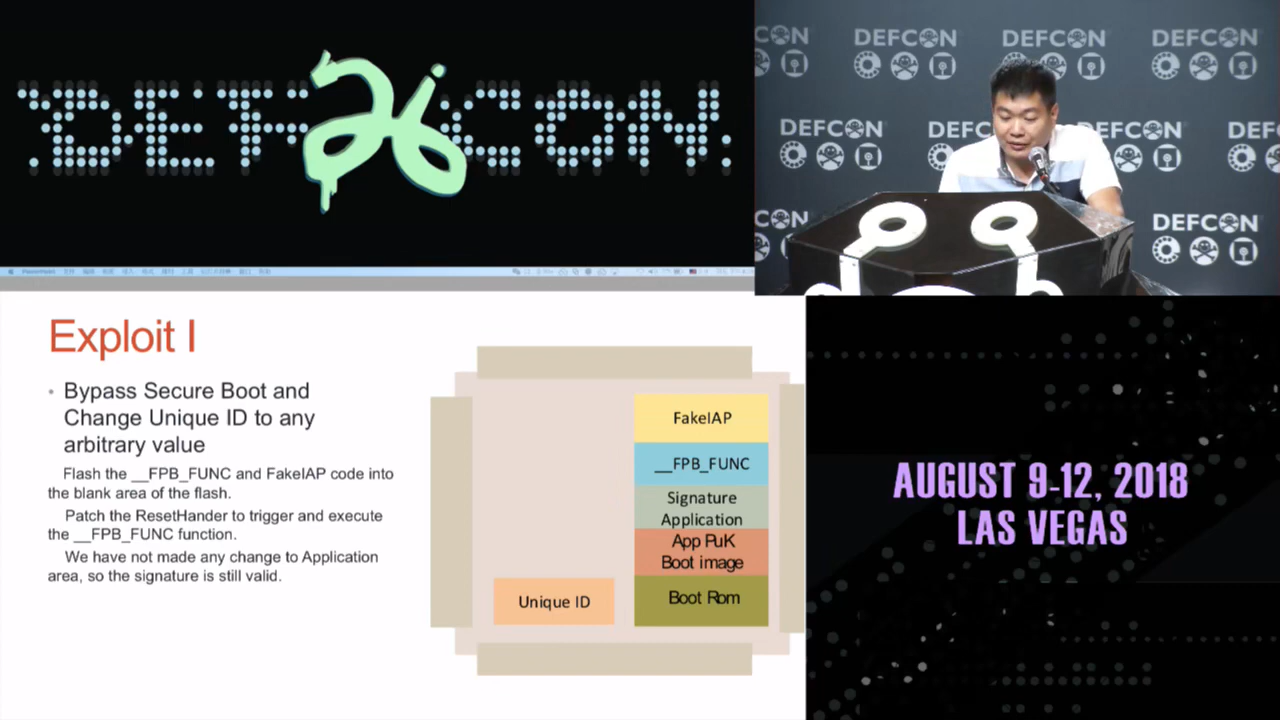 DEF CON
26
DEFCON
DEFCON
DEFCON
DEFCON
DEFCON
DEFCON
Exploit I
• Bypass Secure Boot and
Change Unique ID to any
arbitrary value
Flash the __FPB_FUNC and FakeIAP code into
the blank area of the flash.
Patch the ResetHander to trigger and execute
the __FPB_FUNC function.
We have not made any change to Application
area, so the signature is still valid.
FakeIAP
__FPB_FUNC
Signature
Application
App PuK
Boot image
Boot Rom
Unique ID
AUGUST 9-12, 2018
LAS VEGAS